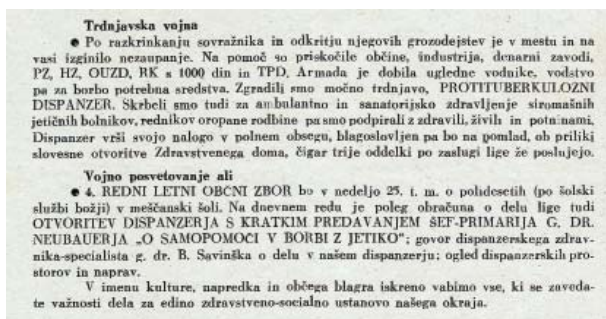 Trdnjavska vojna
● Po razkrinkanju sovražnika in odkritju njegovih grozodejstev je v mestu in na
vasi izginilo nezaupanje. Na pomoč so priskočile občine, industrija, denarni zavodi,
PZ, HZ, OUZD, RK s 1000 din in TPD. Armada je dobila ugledne vodnike, vodstvo
pa za borbo potrebna sredstva. Zgradili smo močno trdnjavo, PROTITUBERKULOZNI
DISPANZER. Skrbeli smo tudi za ambulantno in sanatorijsko zdravljenje siromašnih
jetičnih bolnikov, rednikov oropane rodbine pa smo podpirali z zdravili, živili in potninami.
Dispanzer vrši svojo nalogo v polnem obsegu, blagoslovljen pa bo na pomlad, ob priliki
slovesne otvoritve Zdravstvenega doma, čigar trije oddelki po zaslugi lige že poslujejo.
Vojno posvetovanje ali
● 4. REDNI LETNI OBČNI ZBOR bo v nedeljo 25. t. m. o poldesetih (po šolski
službi božji) v meščanski šoli. Na dnevnem redu je poleg obračuna o delu lige tudi
OTVORITEV DISPANZERJA S KRATKIM PREDAVANJEM ŠEF-PRIMARIJA G. DR.
NEUBAUERJA „O SAMOPOMOČI V BORBI Z JETIKO“; govor dispanzerskega zdrav-
nika-specialista g. dr. B. Savinška o delu v našem dispanzerju; ogled dispanzerskih pro-
storov in naprav.
V imenu kulture, napredka in občega blagra iskreno vabimo vse, ki se zaveda-
te važnosti dela za edino zdravstveno-socialno ustanovo našega okraja.